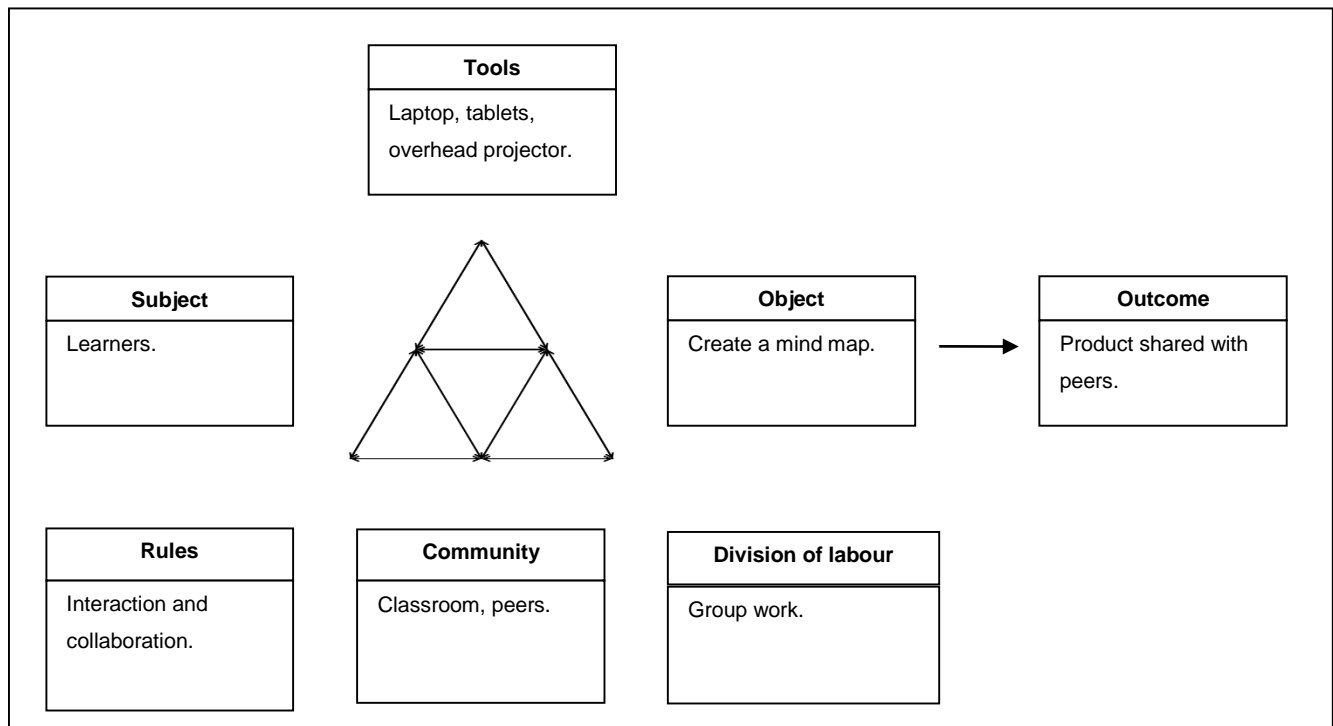 Tools
Laptop, tablets,
overhead projector.
Subject
Learners.
Object
Create a mind map.
Outcome
Product shared with
peers.
Rules
Interaction and
collaboration.
Community
Classroom, peers.
Division of labour
Group work.